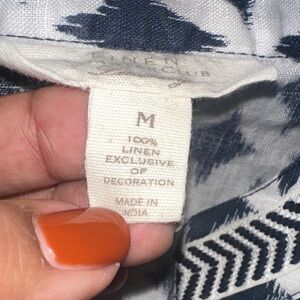 LINEN
CLUB
M
100%
LINEN
EXCLUSIVE
OF
DECORATION
MADE IN
INDIA